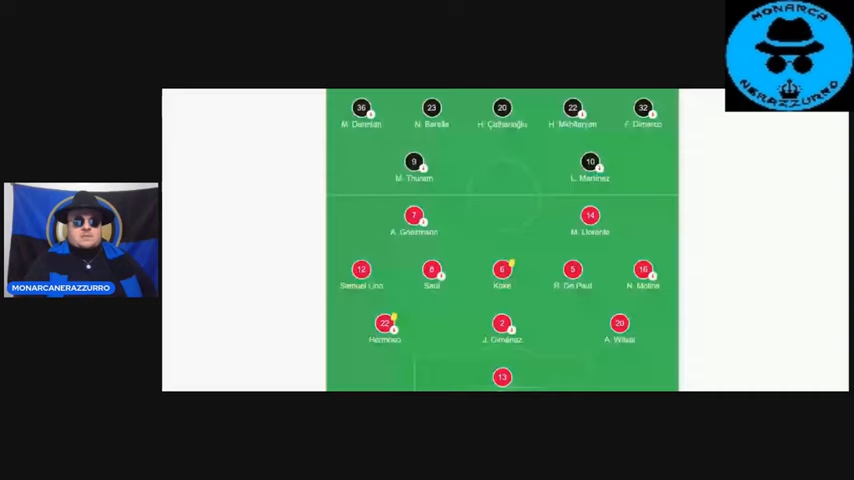 MONARCA
NERAZZURRO
36 23 20 22 32
M. Darmian N. Barella H. Çalhanoğlu H. Mkhitaryan F. Dimarco
9 10
M. Thuram L. Martínez
7 14
A. Griezmann M. Llorente
12 8 6 5 16
Samuel Lino Saúl Koke R. De Paul N. Molina
22 2 20
Hermoso J. Giménez A. Witsel
13
MONARCANERAZZURRO